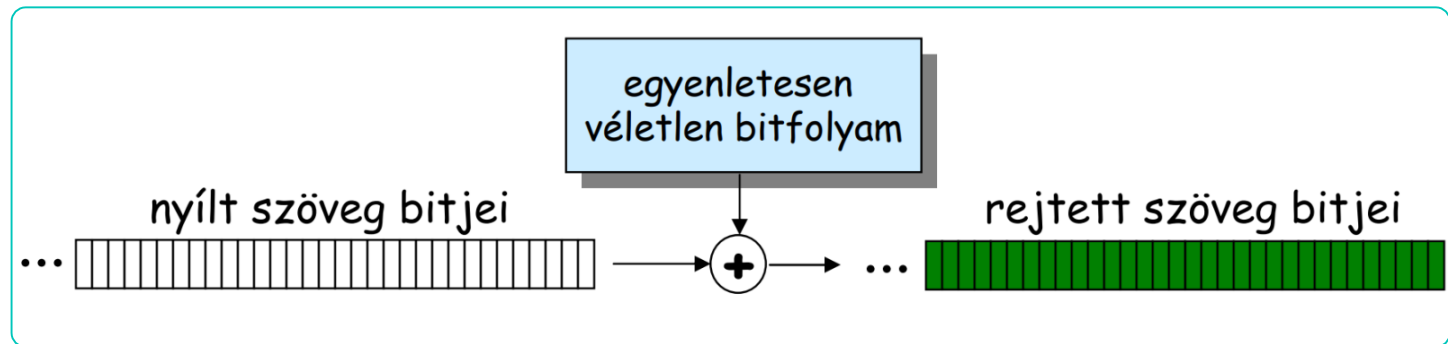 egyenletesen
véletlen bitfolyam
nyílt szöveg bitjei
rejtett szöveg bitjei
... + ...